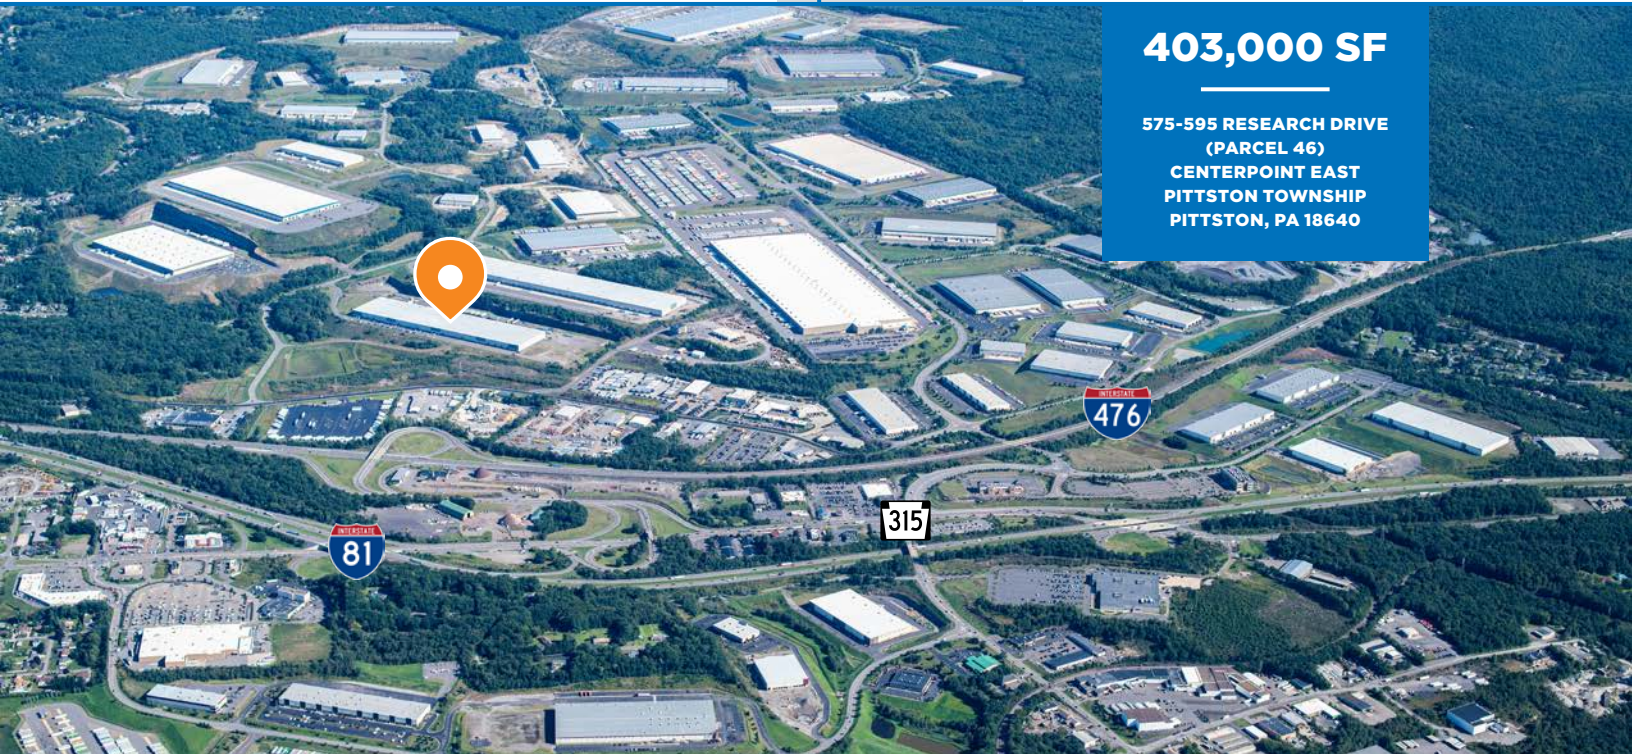 403,000 SF
575-595 RESEARCH DRIVE
(PARCEL 46)
CENTERPOINT EAST
PITTSTON TOWNSHIP
PITTSTON, PA 18640
INTERSTATE
476
315
INTERSTATE
81